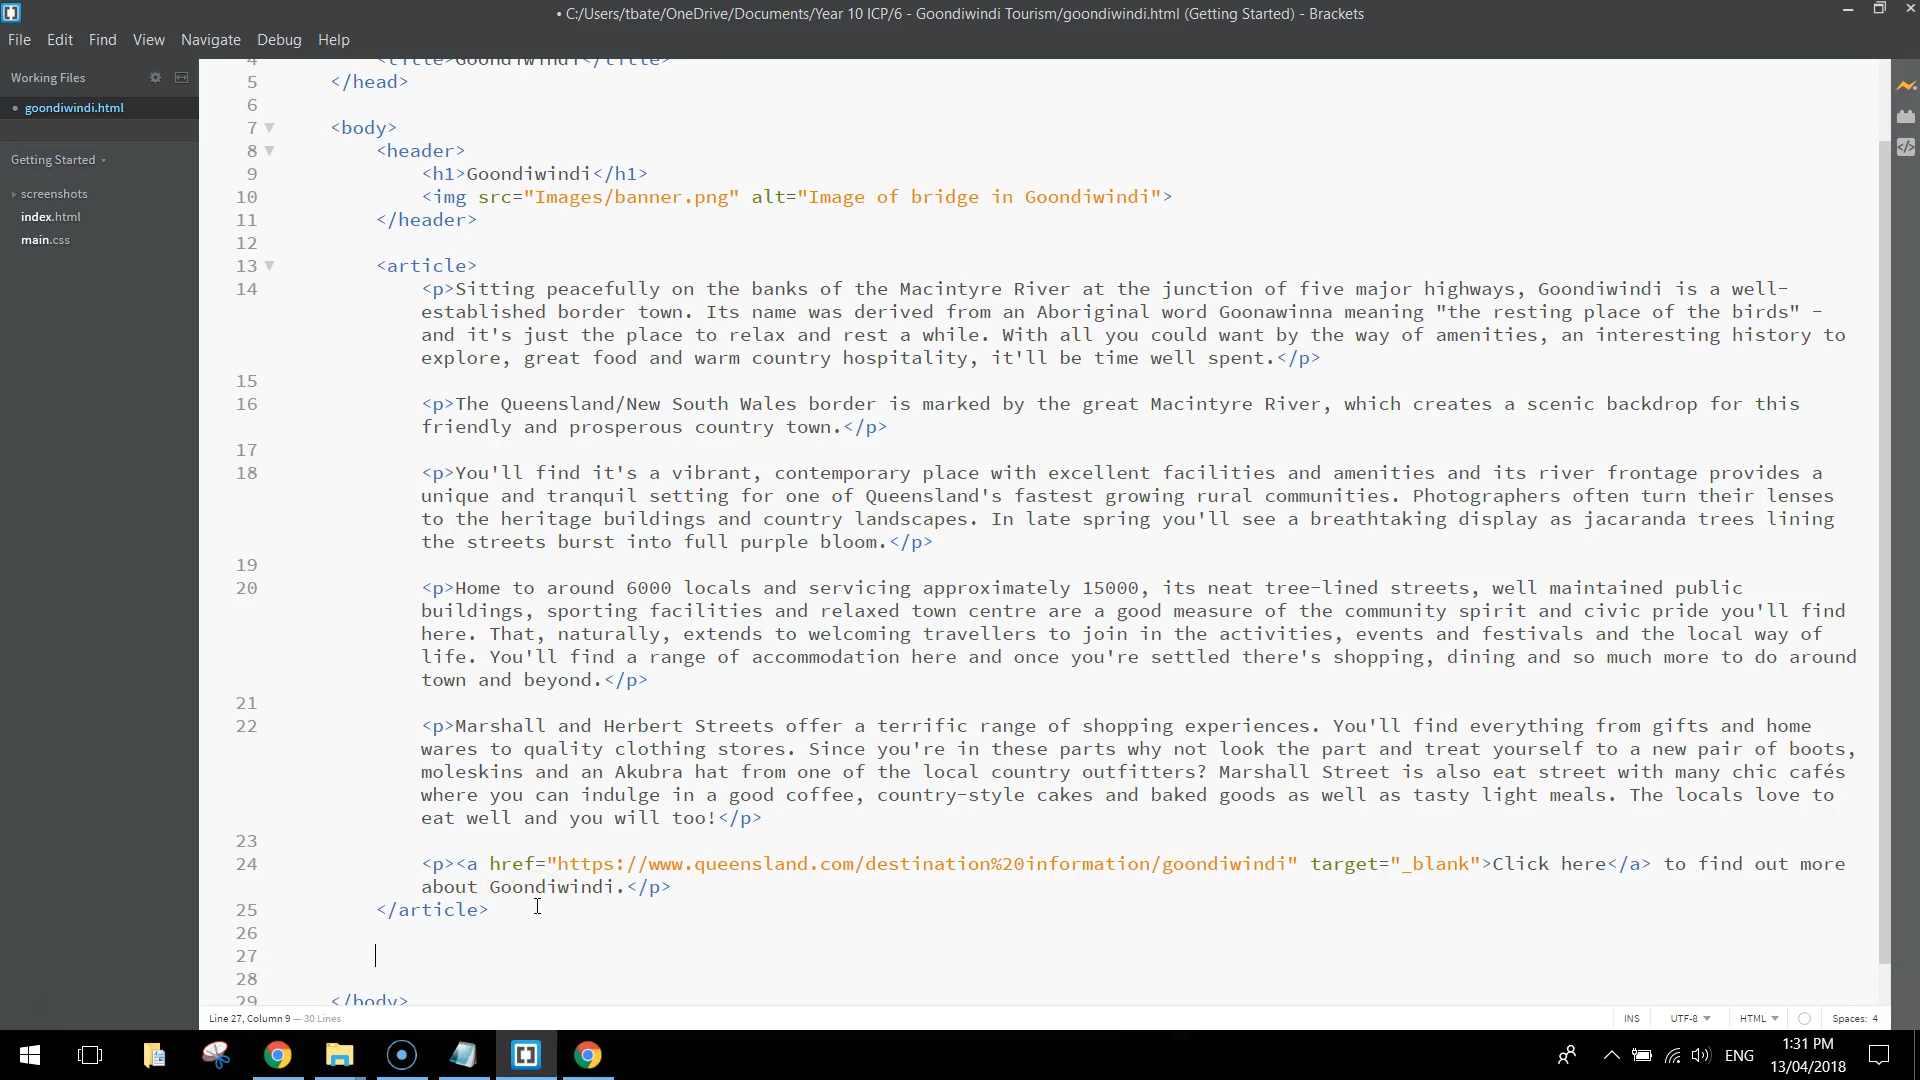 • C:/Users/tbate/OneDrive/Documents/Year 10 ICP/6 - Goondiwindi Tourism/goondiwindi.html (Getting Started) - Brackets
File Edit Find View Navigate Debug Help
Working Files
• goondiwindi.html
Getting Started
screenshots
index.html
main.css
4 <title>Goondiwindi</title>
5 </head>
6
7 <body>
8 <header>
9 <h1>Goondiwindi</h1>
10 <img src="Images/banner.png" alt="Image of bridge in Goondiwindi">
11 </header>
12
13 <article>
14 <p>Sitting peacefully on the banks of the Macintyre River at the junction of five major highways, Goondiwindi is a well-
established border town. Its name was derived from an Aboriginal word Goonawinna meaning "the resting place of the birds" -
and it's just the place to relax and rest a while. With all you could want by the way of amenities, an interesting history to
explore, great food and warm country hospitality, it'll be time well spent.</p>
15
16 <p>The Queensland/New South Wales border is marked by the great Macintyre River, which creates a scenic backdrop for this
friendly and prosperous country town.</p>
17
18 <p>You'll find it's a vibrant, contemporary place with excellent facilities and amenities and its river frontage provides a
unique and tranquil setting for one of Queensland's fastest growing rural communities. Photographers often turn their lenses
to the heritage buildings and country landscapes. In late spring you'll see a breathtaking display as jacaranda trees lining
the streets burst into full purple bloom.</p>
19
20 <p>Home to around 6000 locals and servicing approximately 15000, its neat tree-lined streets, well maintained public
buildings, sporting facilities and relaxed town centre are a good measure of the community spirit and civic pride you'll find
here. That, naturally, extends to welcoming travellers to join in the activities, events and festivals and the local way of
life. You'll find a range of accommodation here and once you're settled there's shopping, dining and so much more to do around
town and beyond.</p>
21
22 <p>Marshall and Herbert Streets offer a terrific range of shopping experiences. You'll find everything from gifts and home
wares to quality clothing stores. Since you're in these parts why not look the part and treat yourself to a new pair of boots,
moleskins and an Akubra hat from one of the local country outfitters? Marshall Street is also eat street with many chic cafés
where you can indulge in a good coffee, country-style cakes and baked goods as well as tasty light meals. The locals love to
eat well and you will too!</p>
23
24 <p><a href="https://www.queensland.com/destination%20information/goondiwindi" target="_blank">Click here</a> to find out more
about Goondiwindi.</p>
25 </article>
26
27
28
29 </body>
Line 27, Column 9 — 30 Lines
INS UTF-8 HTML Spaces: 4
ENG
1:31 PM
13/04/2018